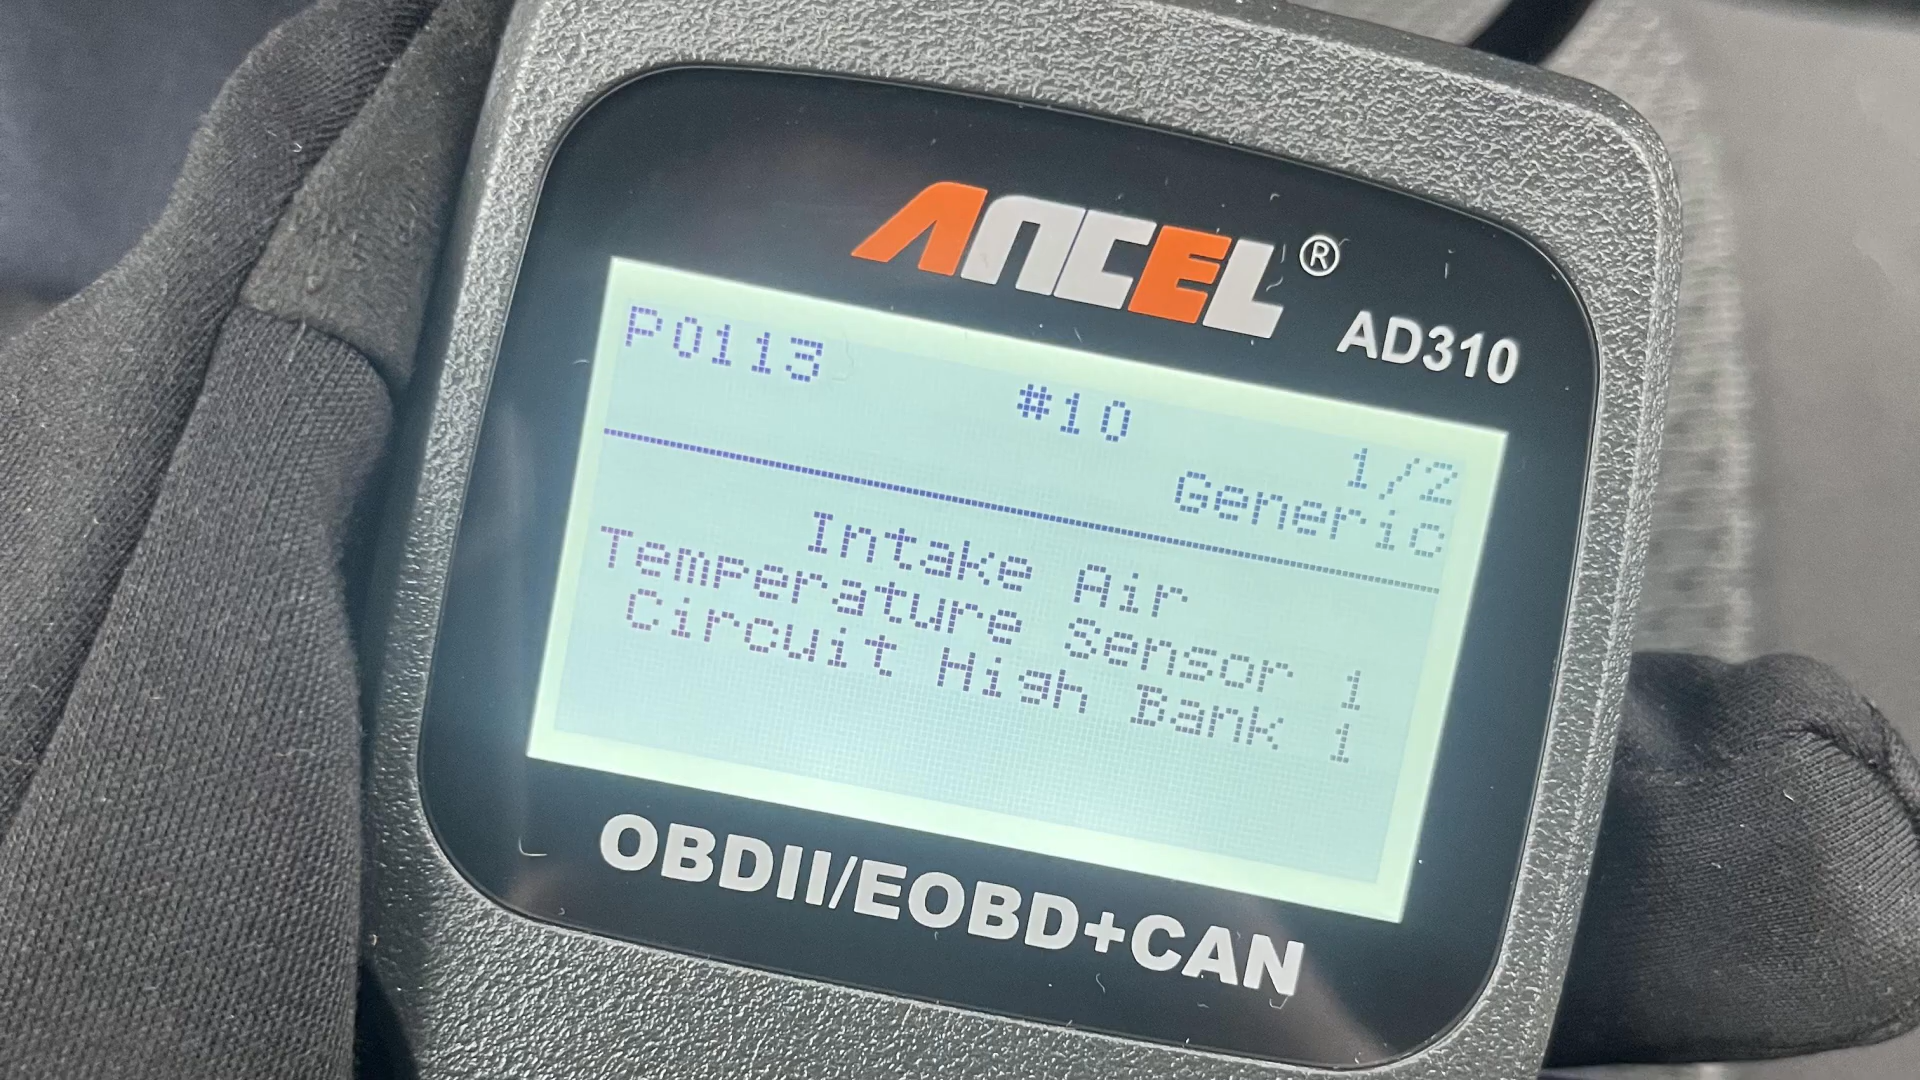 ANCEL®
AD310
P0113 #10 1/2
Generic
Intake Air
Temperature Sensor 1
Circuit High Bank 1
OBDII/EOBD+CAN